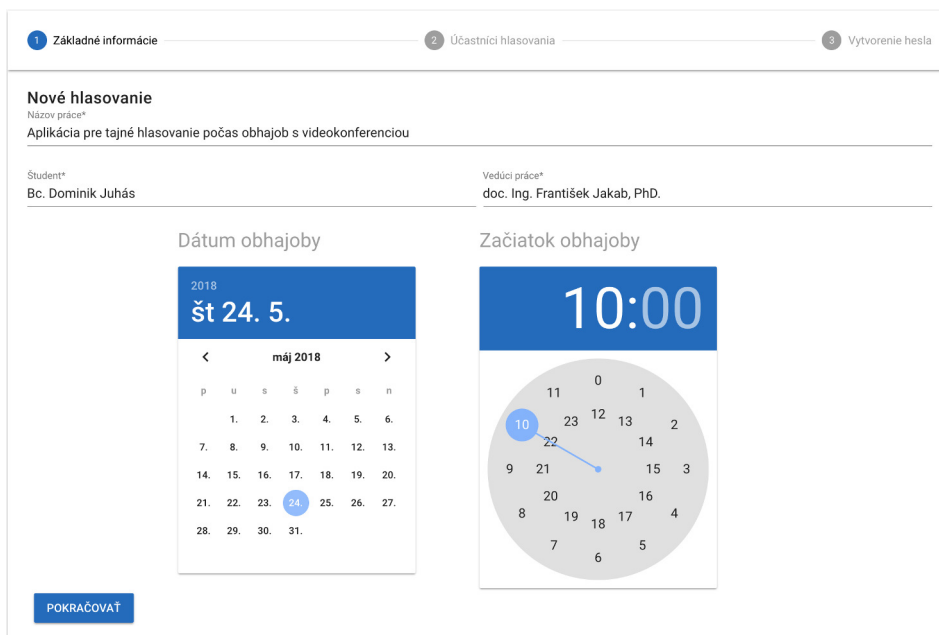 1 Základné informácie 2 Účastníci hlasovania 3 Vytvorenie hesla
Nové hlasovanie
Názov práce*
Aplikácia pre tajné hlasovanie počas obhajob s videokonferenciou
Študent* Vedúci práce*
Bc. Dominik Juhás doc. Ing. František Jakab, PhD.
Dátum obhajoby Začiatok obhajoby
2018
št 24. 5.
10:00
máj 2018
p u s š p s n
1. 2. 3. 4. 5. 6.
7. 8. 9. 10. 11. 12. 13.
14. 15. 16. 17. 18. 19. 20.
21. 22. 23. 24. 25. 26. 27.
28. 29. 30. 31.
0
11 1
12
10 23 13 2
22 14
9 21 15 3
20 16
8 19 18 17 4
7 5
6
POKRAČOVAŤ